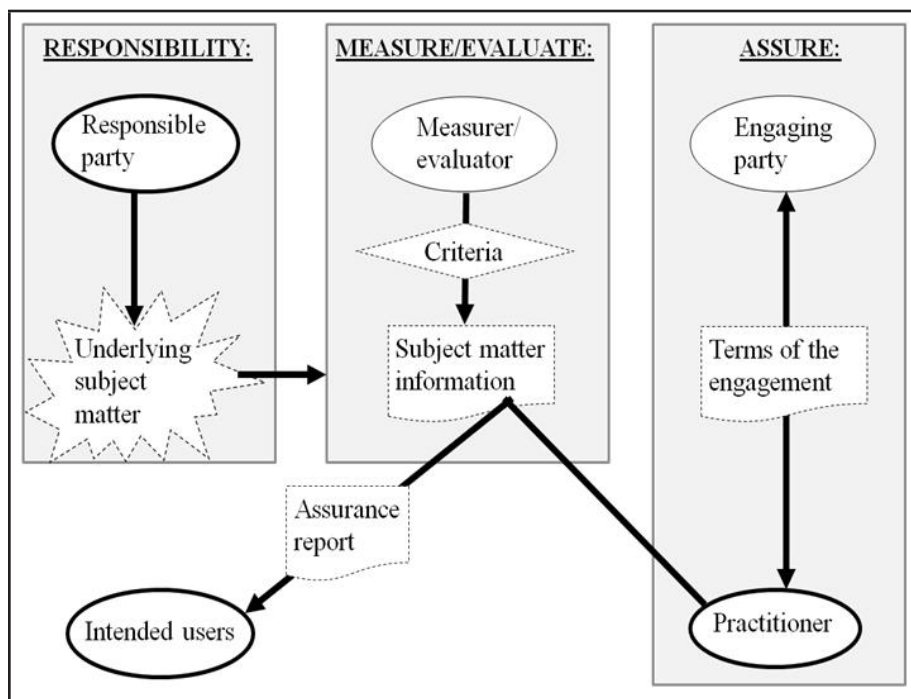 RESPONSIBILITY:
Responsible
party
Underlying
subject
matter
MEASURE/EVALUATE:
Measurer/
evaluator
Criteria
Subject matter
information
ASSURE:
Engaging
party
Terms of the
engagement
Practitioner
Assurance
report
Intended users